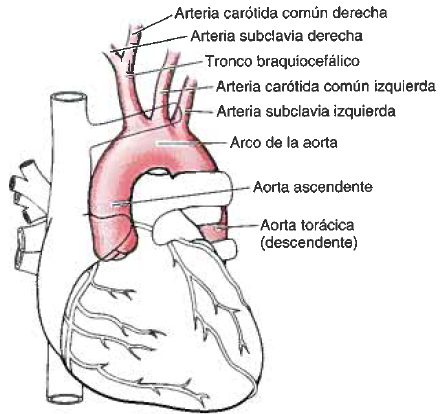 Arteria carótida común derecha
Arteria subclavia derecha
Tronco braquiocefálico
Arteria carótida común izquierda
Arteria subclavia izquierda
Arco de la aorta
Aorta ascendente
Aorta torácica
(descendente)